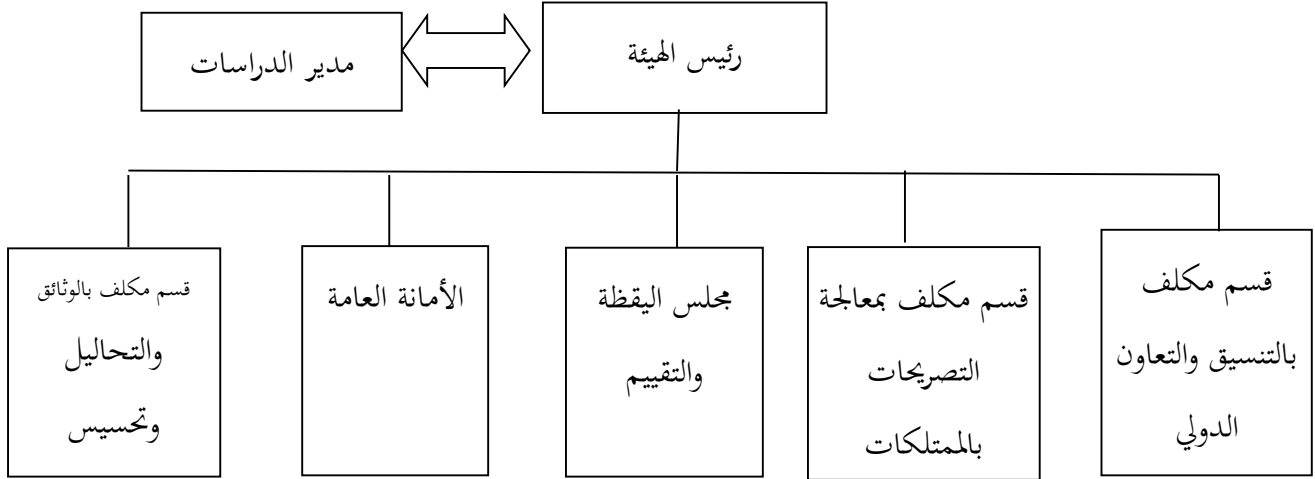 رئيس الهيئة
مدير الدراسات
قسم مكلف
بالتنسيق والتعاون
الدولي
قسم مكلف بمعالجة
التصريحات
بالممتلكات
مجلس اليقظة
والتقييم
الأمانة العامة
قسم مكلف بالوثائق
والتحاليل
وتحسيس